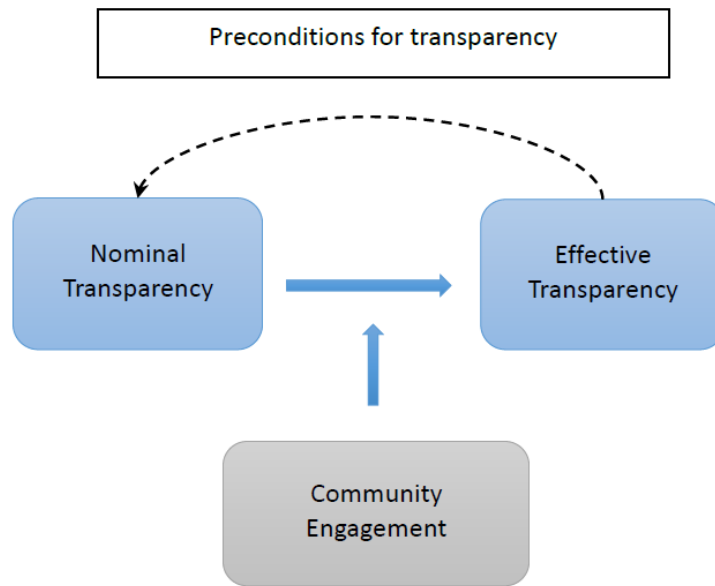 Preconditions for transparency
Nominal
Transparency
Effective
Transparency
Community
Engagement